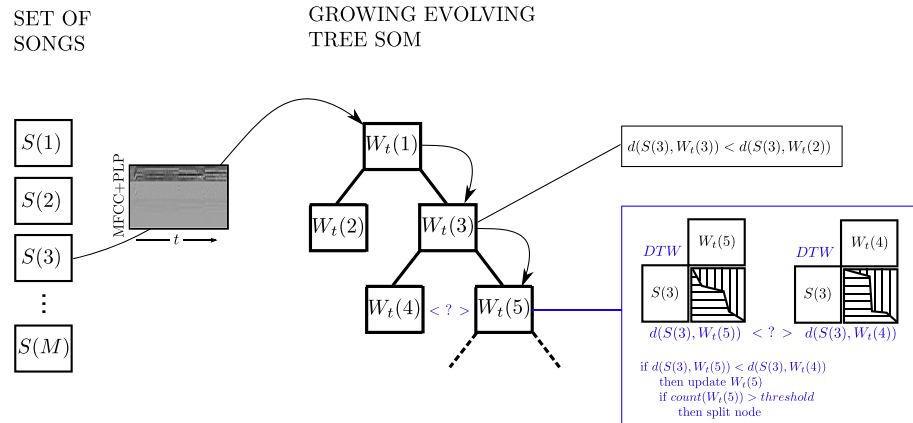 SET OF
SONGS
GROWING EVOLVING
TREE SOM
S(1)
S(2)
S(3)
⋮
S(M)
MFCC+PLP
t
W_t(1)
W_t(2)
W_t(3)
W_t(4)
< ? >
W_t(5)
d(S(3), W_t(3)) < d(S(3), W_t(2))
DTW
W_t(5)
S(3)
DTW
W_t(4)
S(3)
d(S(3), W_t(5)) < ? > d(S(3), W_t(4))
if d(S(3), W_t(5)) < d(S(3), W_t(4))
then update W_t(5)
if count(W_t(5)) > threshold
then split node